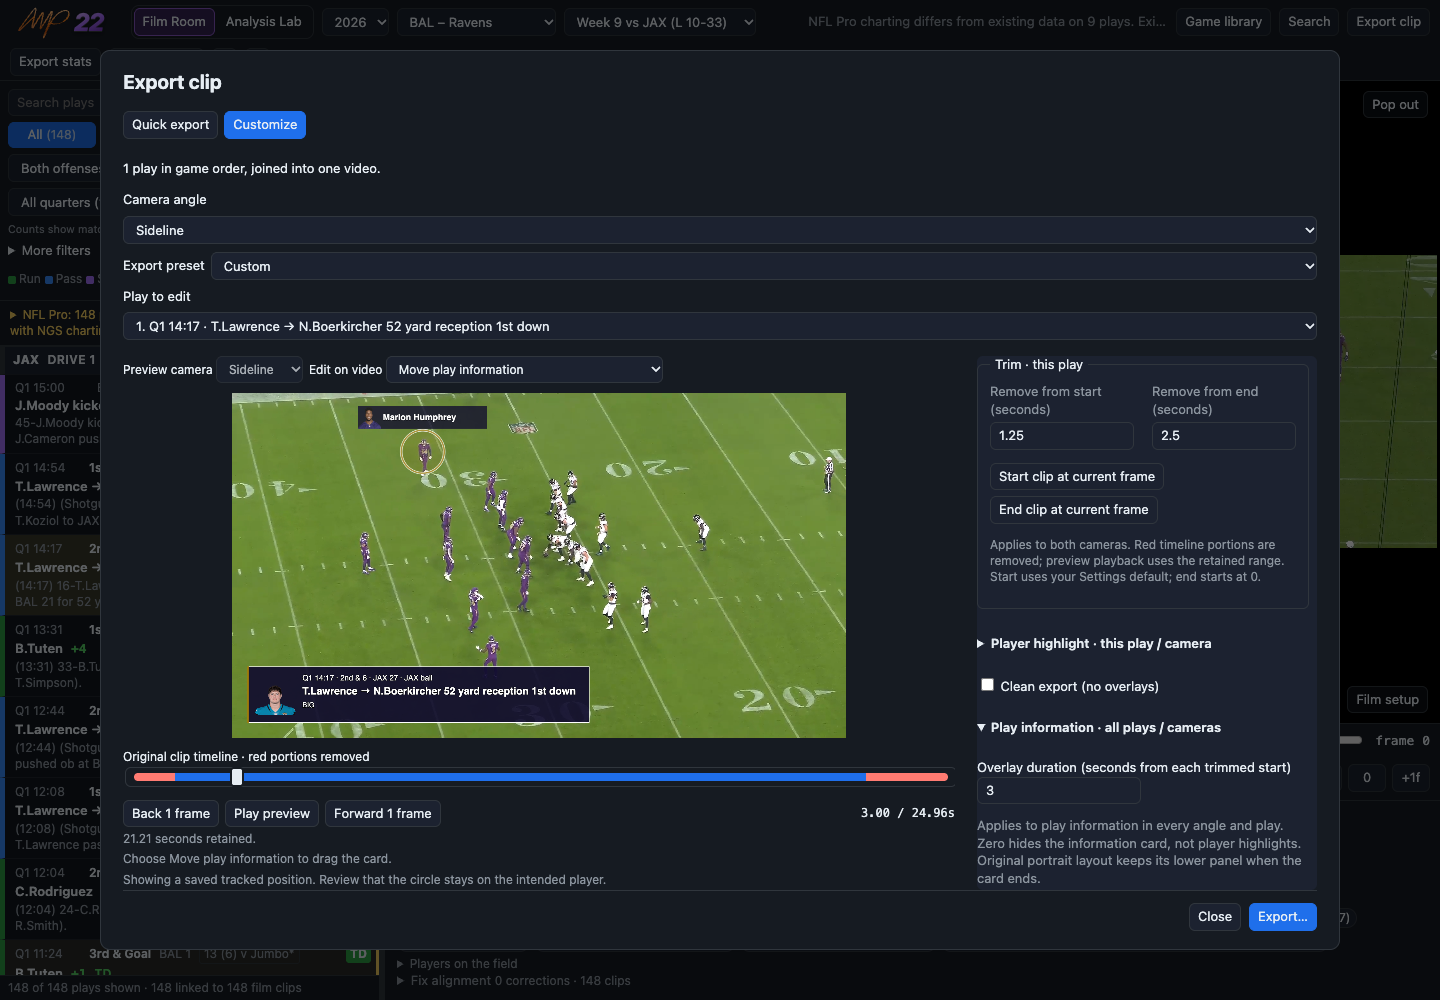 AMP 22
Film Room
Analysis Lab
2026
BAL – Ravens
Week 9 vs JAX (L 10-33)
NFL Pro charting differs from existing data on 9 plays. Exi...
Game library
Search
Export clip
Export stats
Search plays
All (148)
Both offense
All quarters (
Counts show matc
More filters
Run Pass
NFL Pro: 148
with NGS charti
JAX DRIVE 1
Q1 15:00
J.Moody kick
45-J.Moody kic
J.Cameron pus
Q1 14:54 1s
T.Lawrence →
(14:54) (Shotg
T.Koziol to JAX
Q1 14:17 2n
T.Lawrence →
(14:17) 16-T.La
BAL 21 for 52 y
Q1 13:31 1s
B.Tuten +4
(13:31) 33-B.Tu
T.Simpson).
Q1 12:44 2n
T.Lawrence →
(12:44) (Shotg
pushed ob at B
Q1 12:08 1s
T.Lawrence →
(12:08) (Shotg
T.Lawrence pas
Q1 12:04 2n
C.Rodriguez
(12:04) 24-C.R
R.Smith).
Q1 11:24 3rd & Goal BAL 1 13 (6) v Jumbo* TD
B.Tuten +1 TD
148 of 148 plays shown · 148 linked to 148 film clips
Export clip
Quick export
Customize
1 play in game order, joined into one video.
Camera angle
Sideline
Export preset
Custom
Play to edit
1. Q1 14:17 · T.Lawrence → N.Boerkircher 52 yard reception 1st down
Preview camera
Sideline
Edit on video
Move play information
Marlon Humphrey
Q1 14:17 · 2nd & 6 · JAX 27 · JAX ball
T.Lawrence → N.Boerkircher 52 yard reception 1st down
BIG
Original clip timeline · red portions removed
Back 1 frame
Play preview
Forward 1 frame
3.00 / 24.96s
21.21 seconds retained.
Choose Move play information to drag the card.
Showing a saved tracked position. Review that the circle stays on the intended player.
Trim · this play
Remove from start
(seconds)
1.25
Remove from end
(seconds)
2.5
Start clip at current frame
End clip at current frame
Applies to both cameras. Red timeline portions are
removed; preview playback uses the retained range.
Start uses your Settings default; end starts at 0.
Player highlight · this play / camera
Clean export (no overlays)
Play information · all plays / cameras
Overlay duration (seconds from each trimmed start)
3
Applies to play information in every angle and play.
Zero hides the information card, not player highlights.
Original portrait layout keeps its lower panel when the
card ends.
Close
Export...
Pop out
Film setup
frame 0
0
+1f
7)
Players on the field
Fix alignment 0 corrections · 148 clips